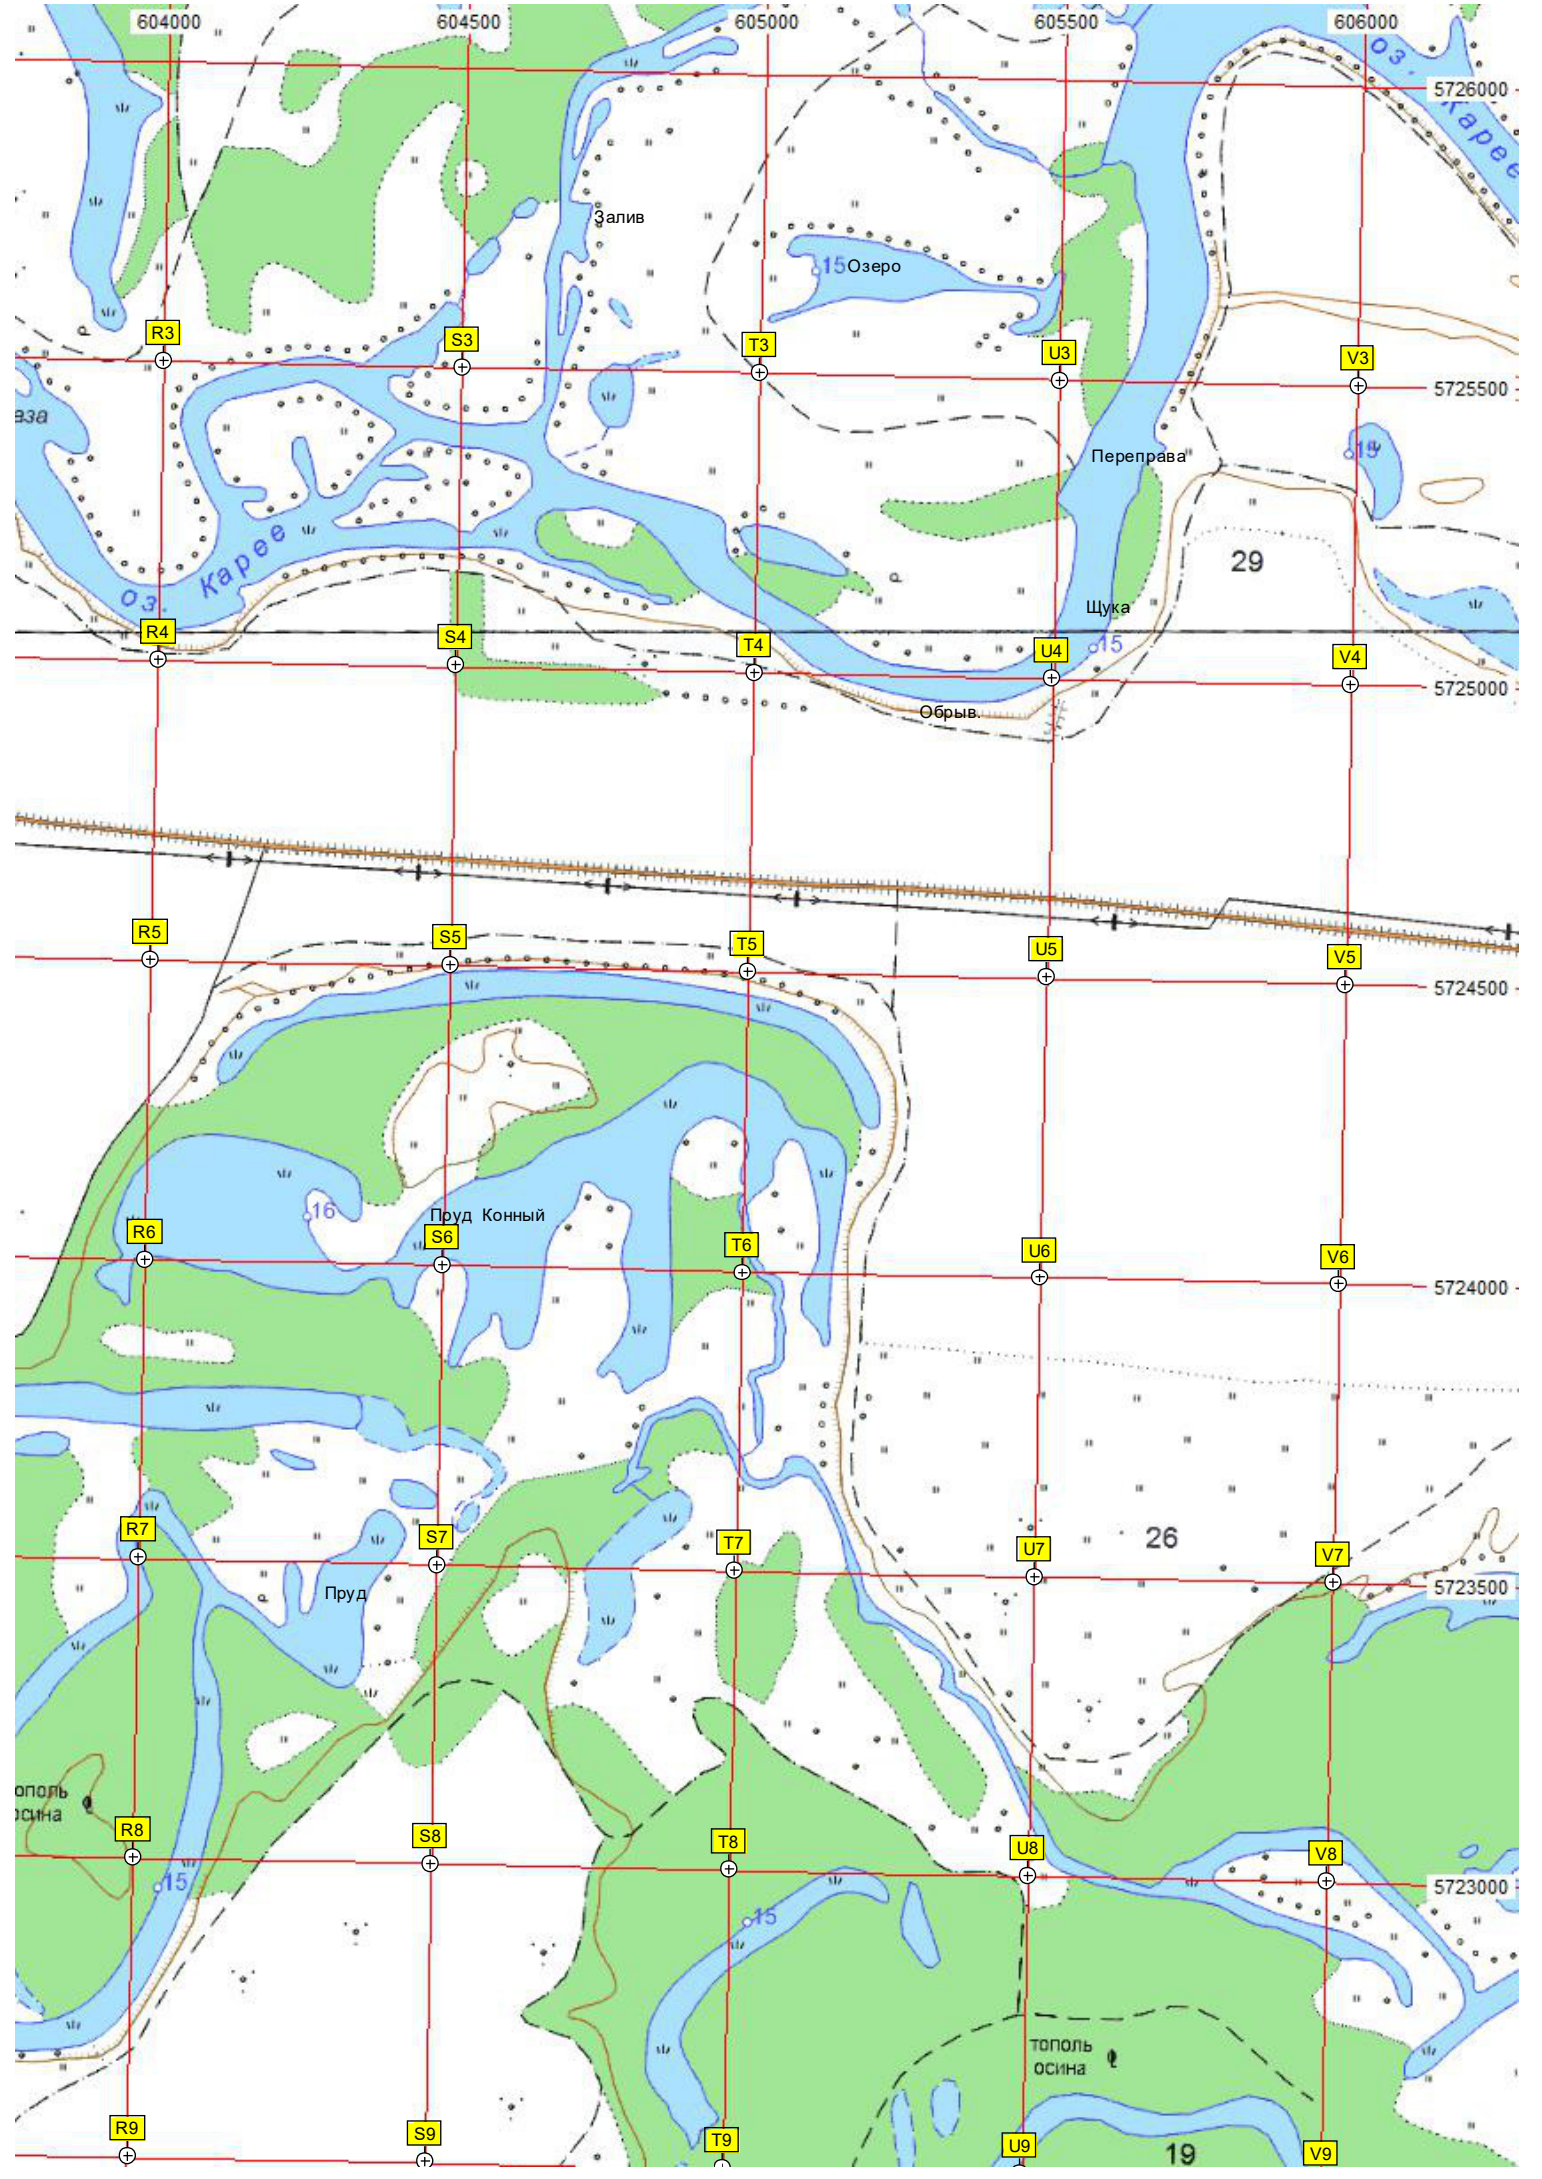 604000 604500 605000 605500 606000
оз. Карее
5726000
Залив
15 Озеро
R3 S3 T3 U3 V3
5725500
аза
Переправа
15
29
оз. Карее
Щука
R4 S4 T4 U4 15 V4
5725000
Обрыв.
R5 S5 T5 U5 V5
5724500
16
Пруд Конный
R6 S6 T6 U6 V6
5724000
26
R7 S7 T7 U7 V7
5723500
Пруд
ополь
осина
R8 S8 T8 U8 V8
15
5723000
15
тополь
осина
R9 S9 T9 U9 V9
19